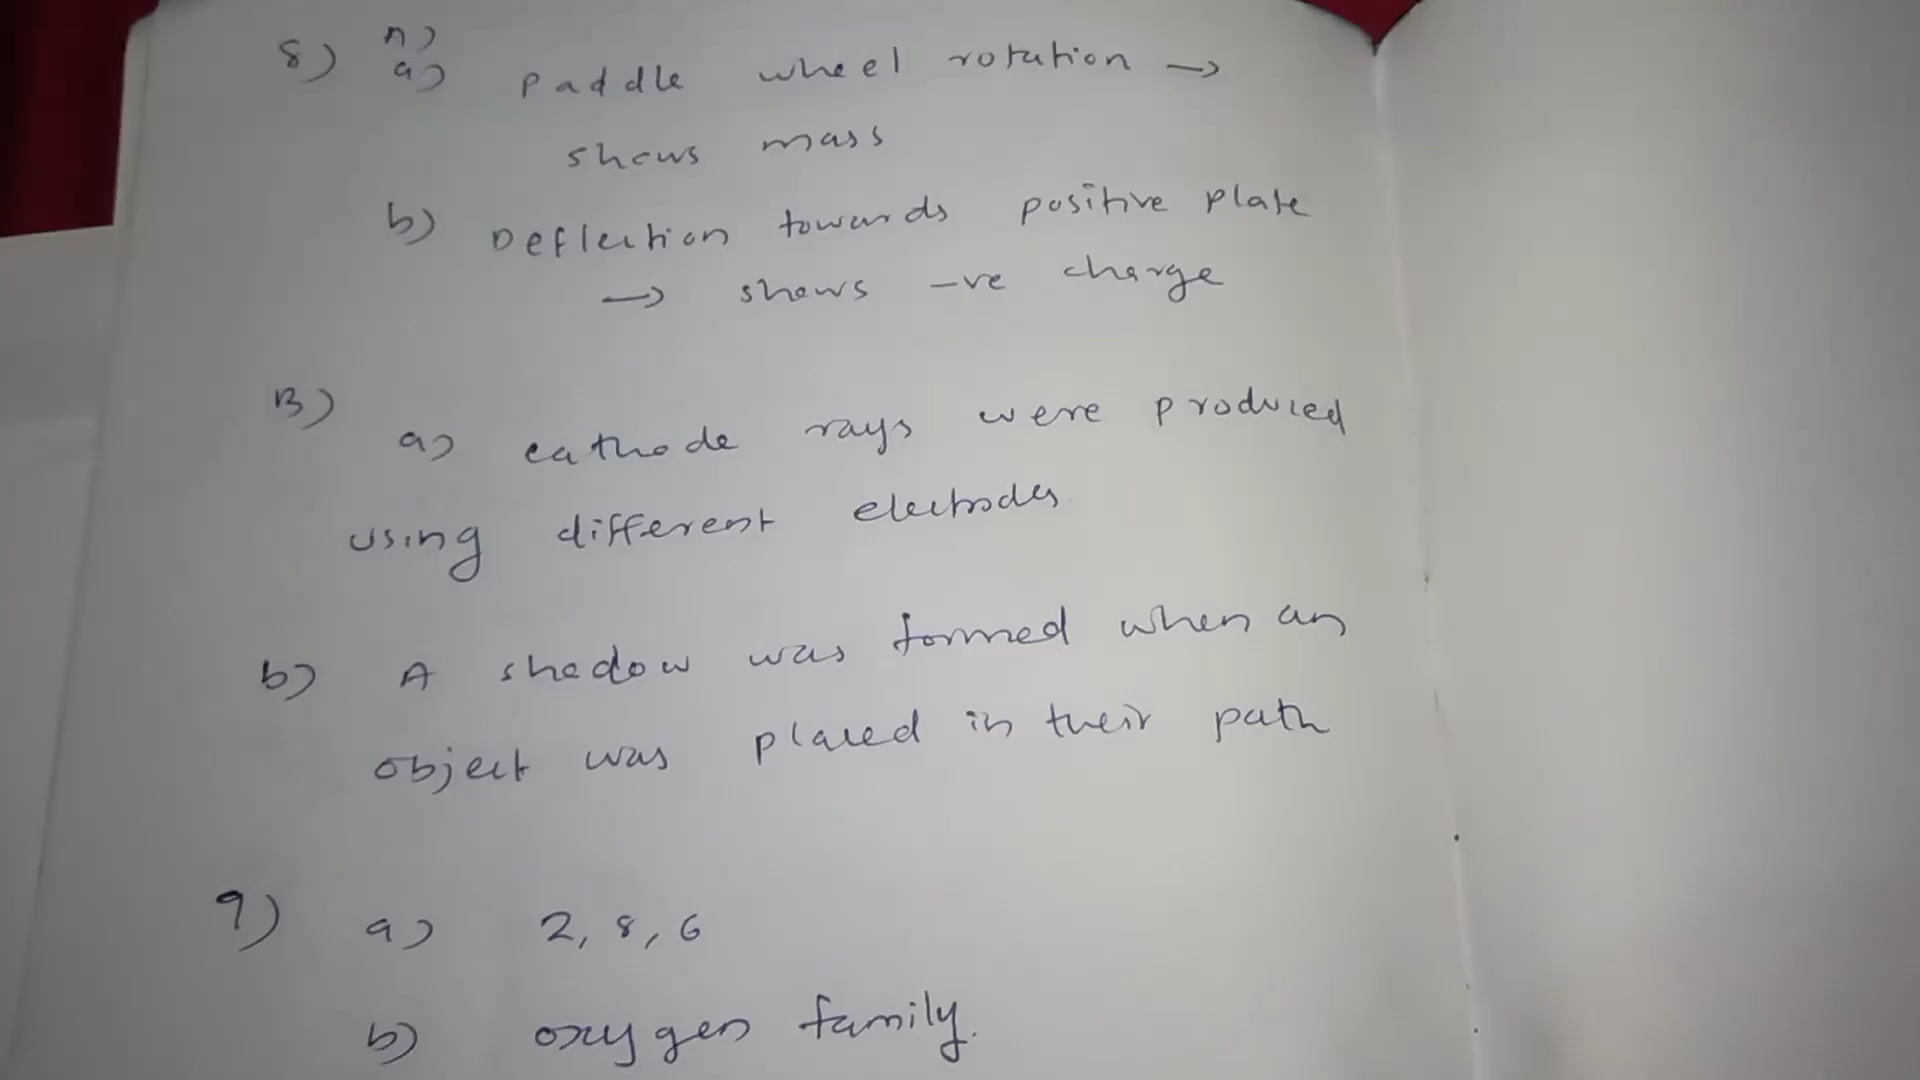 8) A)
a) Paddle wheel rotation →
shows mass
b) Deflection towards positive plate
→ shows -ve charge
B)
a) cathode rays were produced
using different electrodes
b) A shadow was formed when an
object was placed in their path
9) a) 2, 8, 6
b) oxygen family.